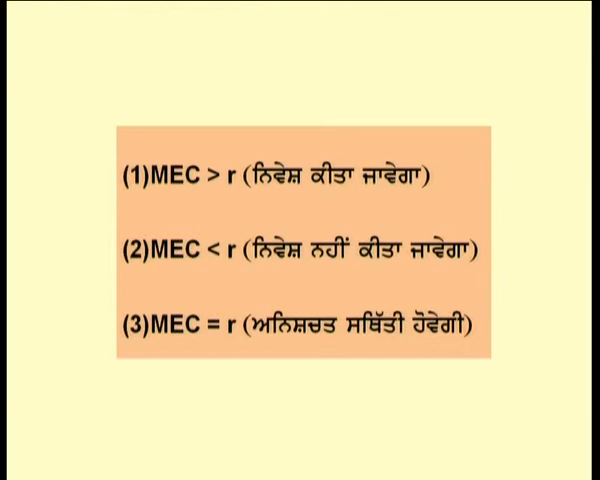 (1)MEC > r (ਨਿਵੇਸ਼ ਕੀਤਾ ਜਾਵੇਗਾ)
(2)MEC < r (ਨਿਵੇਸ਼ ਨਹੀਂ ਕੀਤਾ ਜਾਵੇਗਾ)
(3)MEC = r (ਅਨਿਸ਼ਚਤ ਸਥਿੱਤੀ ਹੋਵੇਗੀ)